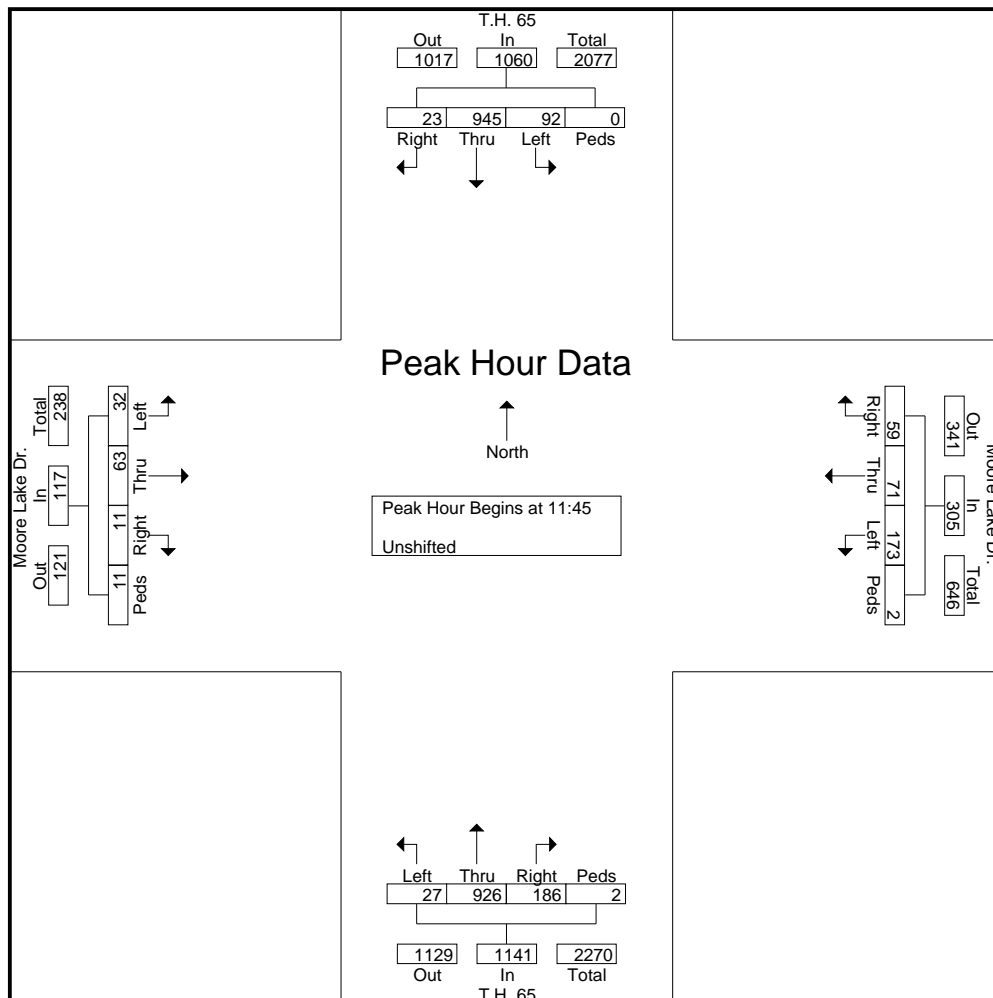 T.H. 65
Out In Total
1017 1060 2077
23 945 92 0
Right Thru Left Peds
Peak Hour Data
North
Peak Hour Begins at 11:45
Unshifted
Moore Lake Dr.
Out In Total
121 117 238
Left Thru Right Peds
32 63 11 11
Right Thru Left Peds
59 71 173 2
Out In Total
341 305 646
Moore Lake Dr.
Left Thru Right Peds
27 926 186 2
1129 1141 2270
Out In Total
T.H. 65